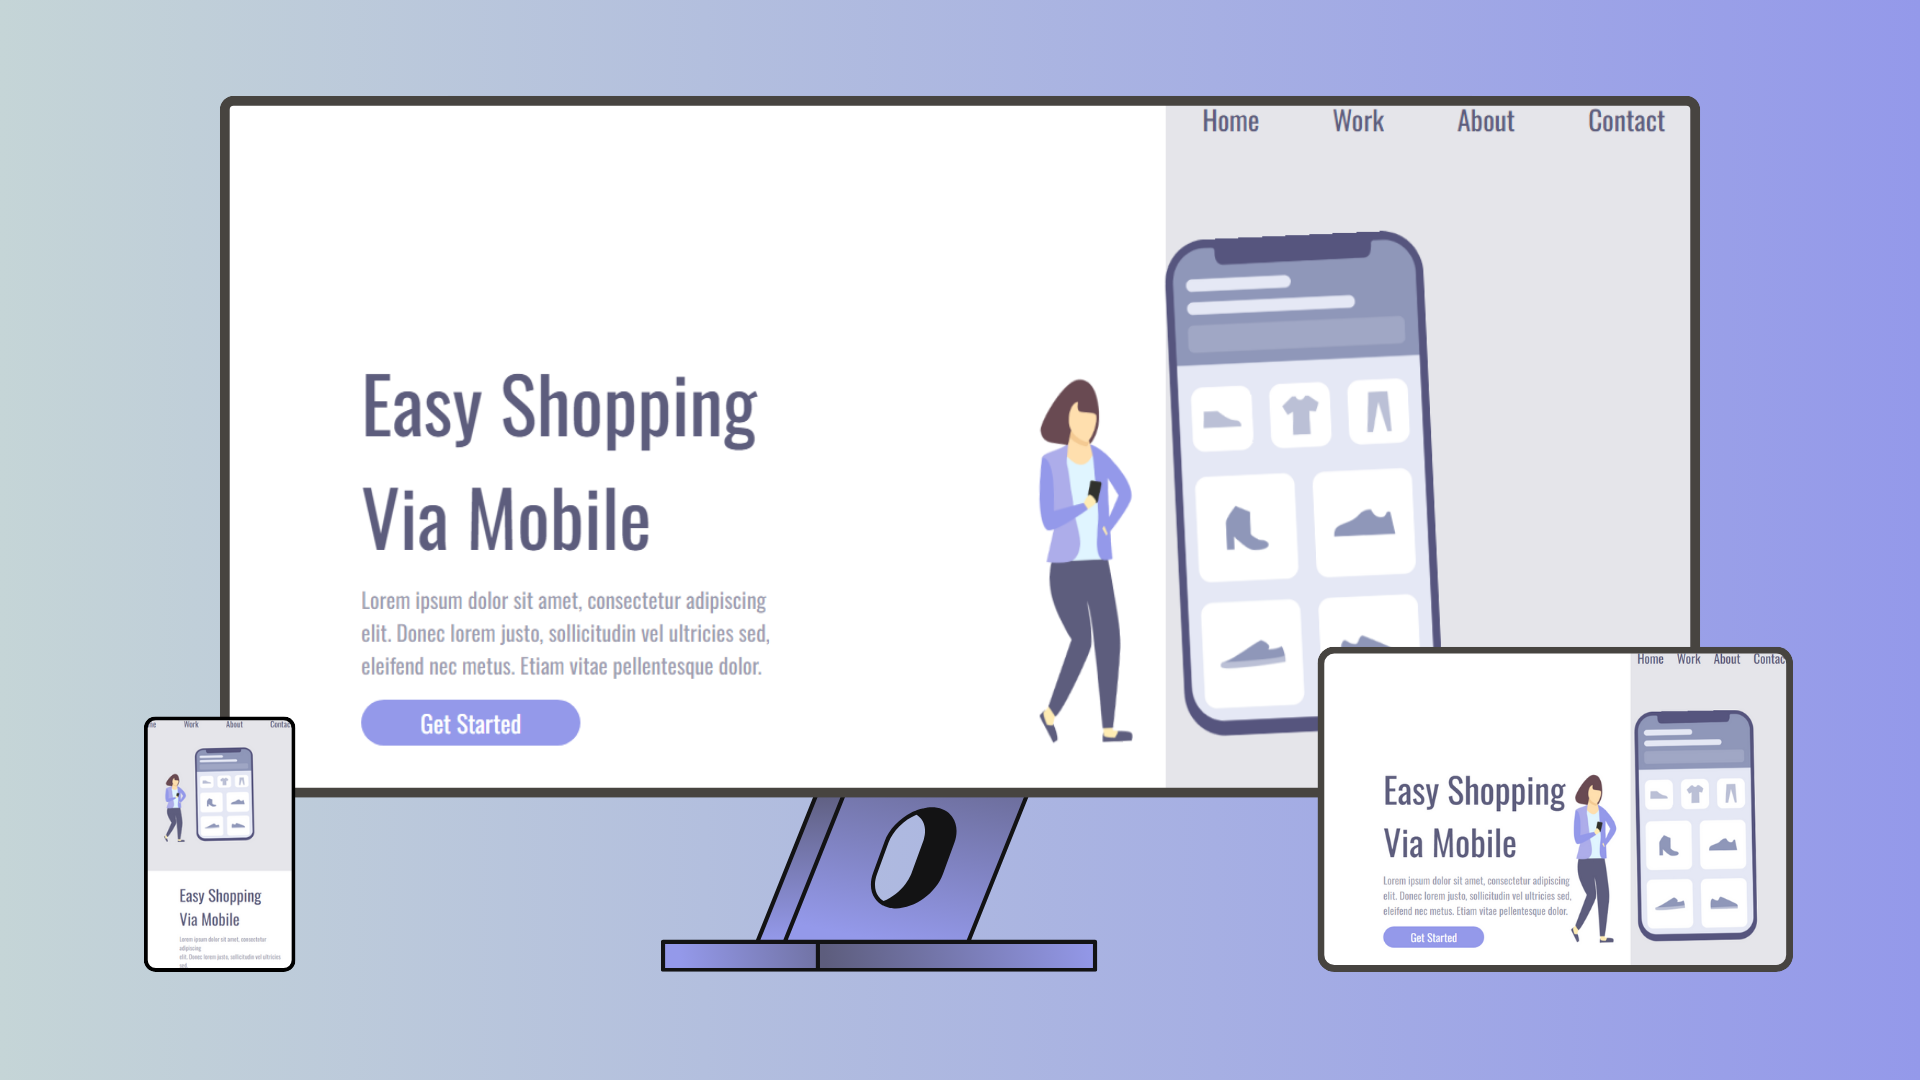 Home Work About Contact
Easy Shopping
Via Mobile
Lorem ipsum dolor sit amet, consectetur adipiscing
elit. Donec lorem justo, sollicitudin vel ultricies sed,
eleifend nec metus. Etiam vitae pellentesque dolor.
Get Started
me Work About Contac
Easy Shopping
Via Mobile
Lorem ipsum dolor sit amet, consectetur
adipiscing
elit. Donec lorem justo, sollicitudin vel ultricies
sed,
Home Work About Contac
Easy Shopping
Via Mobile
Lorem ipsum dolor sit amet, consectetur adipiscing
elit. Donec lorem justo, sollicitudin vel ultricies sed,
eleifend nec metus. Etiam vitae pellentesque dolor.
Get Started